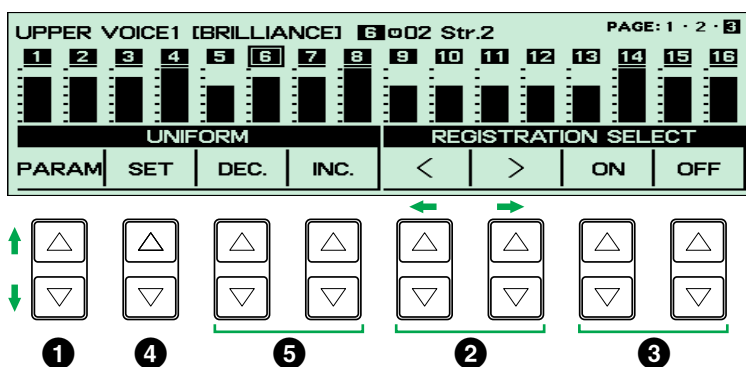 UPPER VOICE1 [BRILLIANCE] 6 02 Str.2 PAGE: 1 · 2 · 3
1 2 3 4 5 6 7 8 9 10 11 12 13 14 15 16
UNIFORM REGISTRATION SELECT
PARAM SET DEC. INC. < > ON OFF
1 4 5 2 3